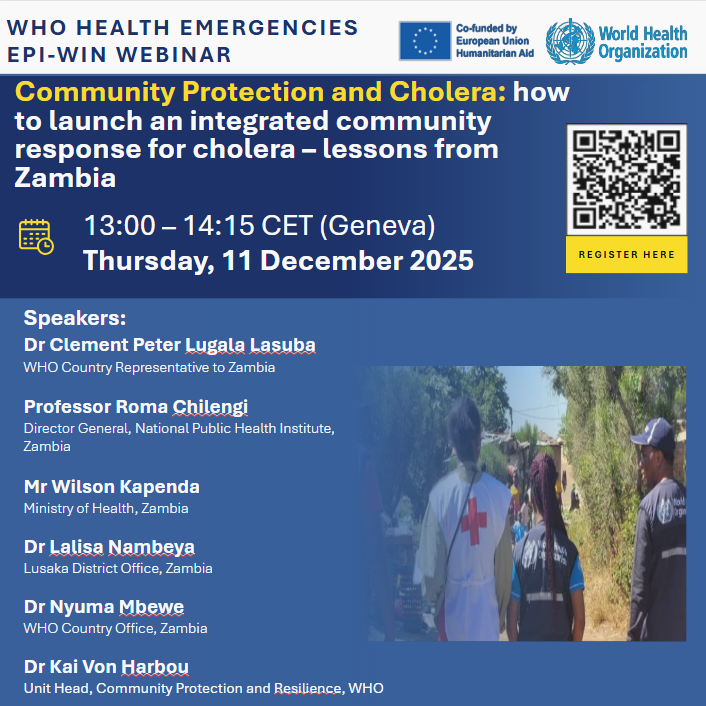 WHO HEALTH EMERGENCIES
EPI-WIN WEBINAR
Co-funded by
European Union
Humanitarian Aid
World Health
Organization
Community Protection and Cholera: how
to launch an integrated community
response for cholera – lessons from
Zambia
13:00 – 14:15 CET (Geneva)
Thursday, 11 December 2025
REGISTER HERE
Speakers:
Dr Clement Peter Lugala Lasuba
WHO Country Representative to Zambia
Professor Roma Chilengi
Director General, National Public Health Institute,
Zambia
Mr Wilson Kapenda
Ministry of Health, Zambia
Dr Lalisa Nambeya
Lusaka District Office, Zambia
Dr Nyuma Mbewe
WHO Country Office, Zambia
Dr Kai Von Harbou
Unit Head, Community Protection and Resilience, WHO